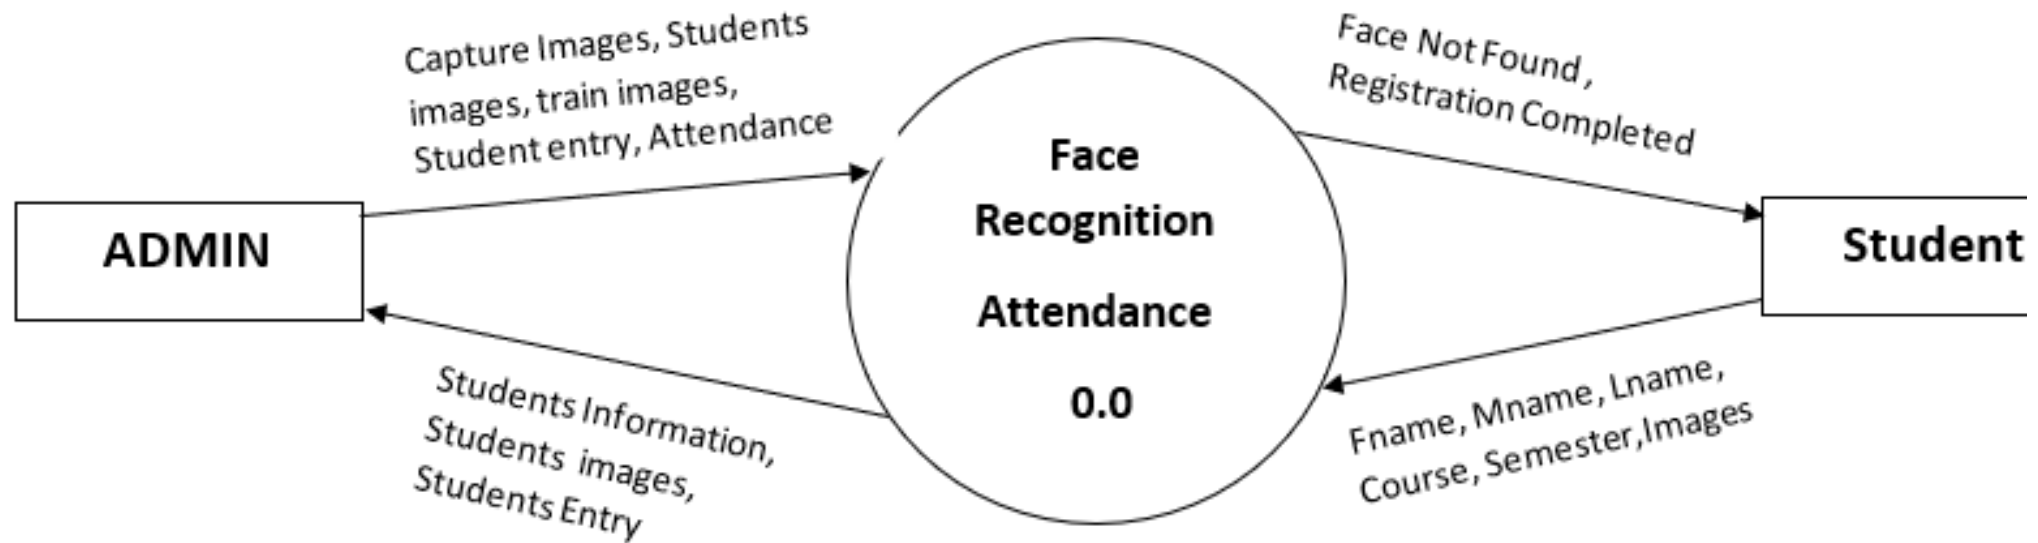 Capture Images, Students
images, train images,
Student entry, Attendance
ADMIN
Students Information,
Students images,
Students Entry
Face
Recognition
Attendance
0.0
Face Not Found ,
Registration Completed
Student
Fname, Mname, Lname,
Course, Semester,Images